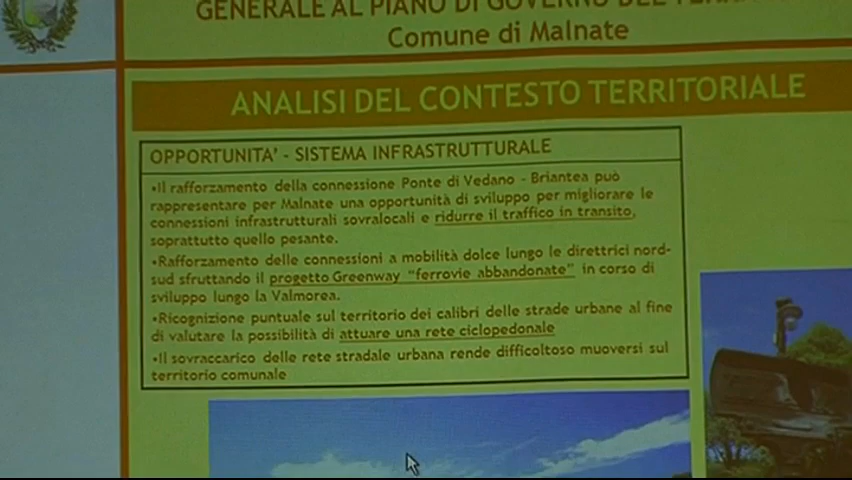 GENERALE AL PIANO DI GOVERNO DEL
Comune di Malnate
ANALISI DEL CONTESTO TERRITORIALE
OPPORTUNITA' - SISTEMA INFRASTRUTTURALE
•Il rafforzamento della connessione Ponte di Vedano - Briantea può
rappresentare per Malnate una opportunità di sviluppo per migliorare le
connessioni infrastrutturali sovralocali e ridurre il traffico in transito,
soprattutto quello pesante.
•Rafforzamento delle connessioni a mobilità dolce lungo le direttrici nord-
sud sfruttando il progetto Greenway "ferrovie abbandonate" in corso di
sviluppo lungo la Valmorea.
•Ricognizione puntuale sul territorio dei calibri delle strade urbane al fine
di valutare la possibilità di attuare una rete ciclopedonale
•Il sovraccarico delle rete stradale urbana rende difficoltoso muoversi sul
territorio comunale